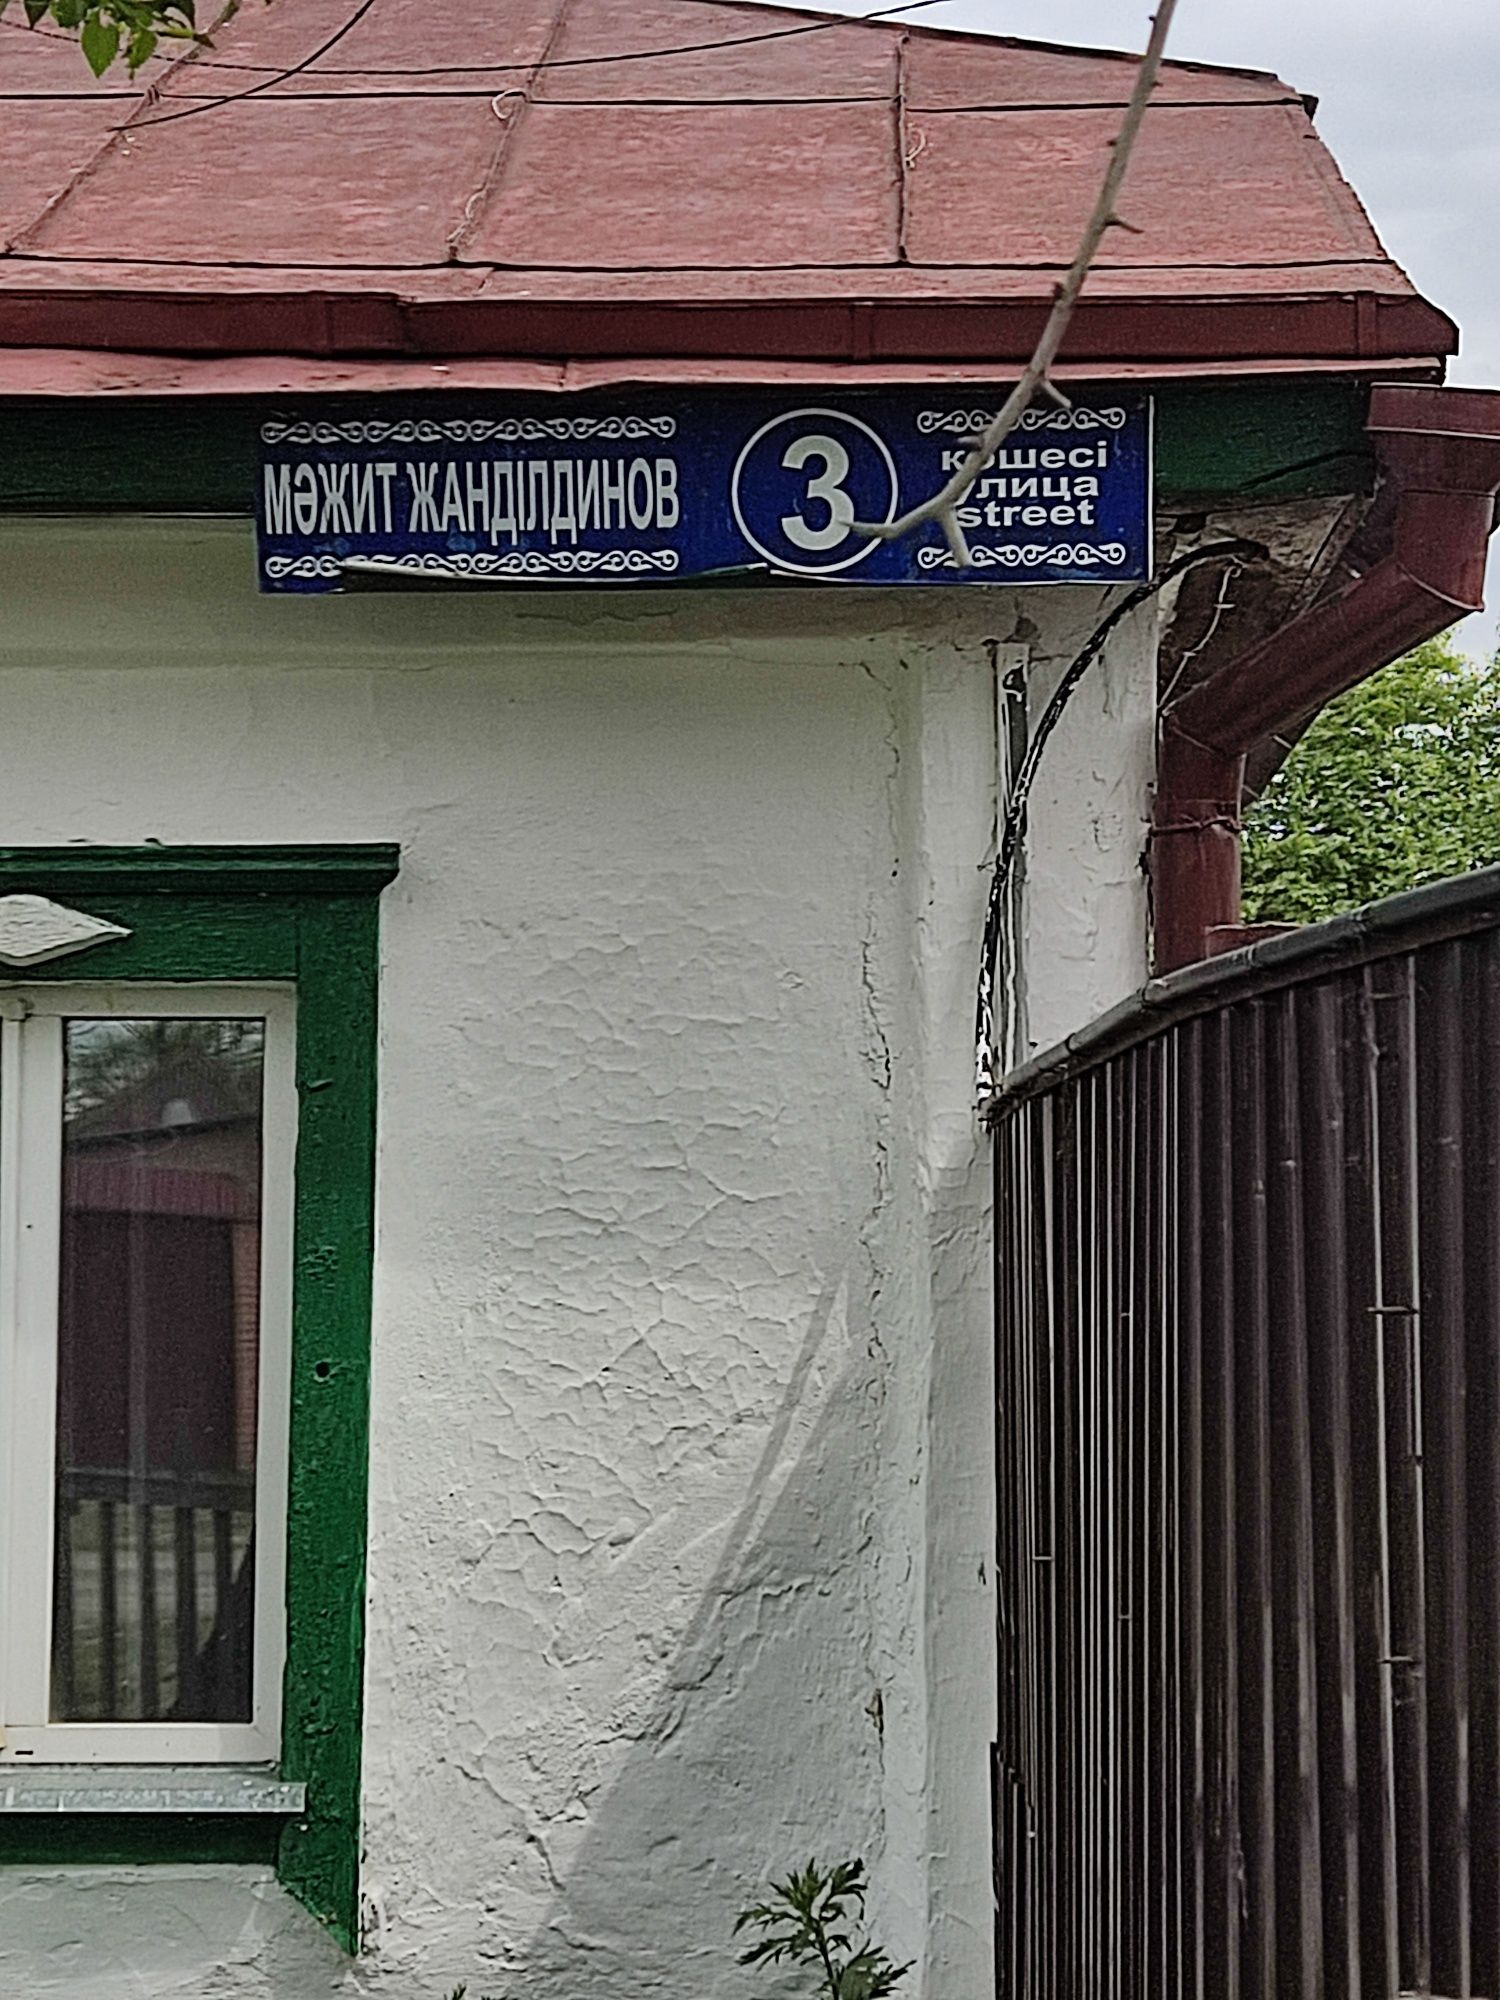 МӘЖИТ ЖАНДІЛДИНОВ
3
көшесі
улица
street